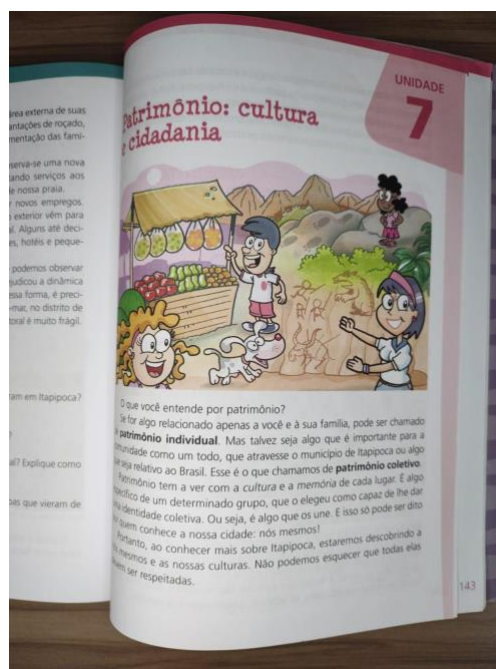 área externa de suas
antações de roçado,
mentação das famí-
serva-se uma nova
tando serviços aos
le nossa praia.
novos empregos.
exterior vêm para
al. Alguns até deci-
es, hotéis e peque-
podemos observar
judicou a dinâmica
essa forma, é preci-
-mar, no distrito de
toral é muito frágil.
ram em Itapipoca?
al? Explique como
oas que vieram de
UNIDADE
7
Patrimônio: cultura
e cidadania
O que você entende por patrimônio?
Se for algo relacionado apenas a você e à sua família, pode ser chamado
de patrimônio individual. Mas talvez seja algo que é importante para a
comunidade como um todo, que atravesse o município de Itapipoca ou algo
que seja relativo ao Brasil. Esse é o que chamamos de patrimônio coletivo.
Patrimônio tem a ver com a cultura e a memória de cada lugar. É algo
específico de um determinado grupo, que o elegeu como capaz de lhe dar
uma identidade coletiva. Ou seja, é algo que os une. E isso só pode ser dito
por quem conhece a nossa cidade: nós mesmos!
Portanto, ao conhecer mais sobre Itapipoca, estaremos descobrindo a
nós mesmos e as nossas culturas. Não podemos esquecer que todas elas
devem ser respeitadas.
143